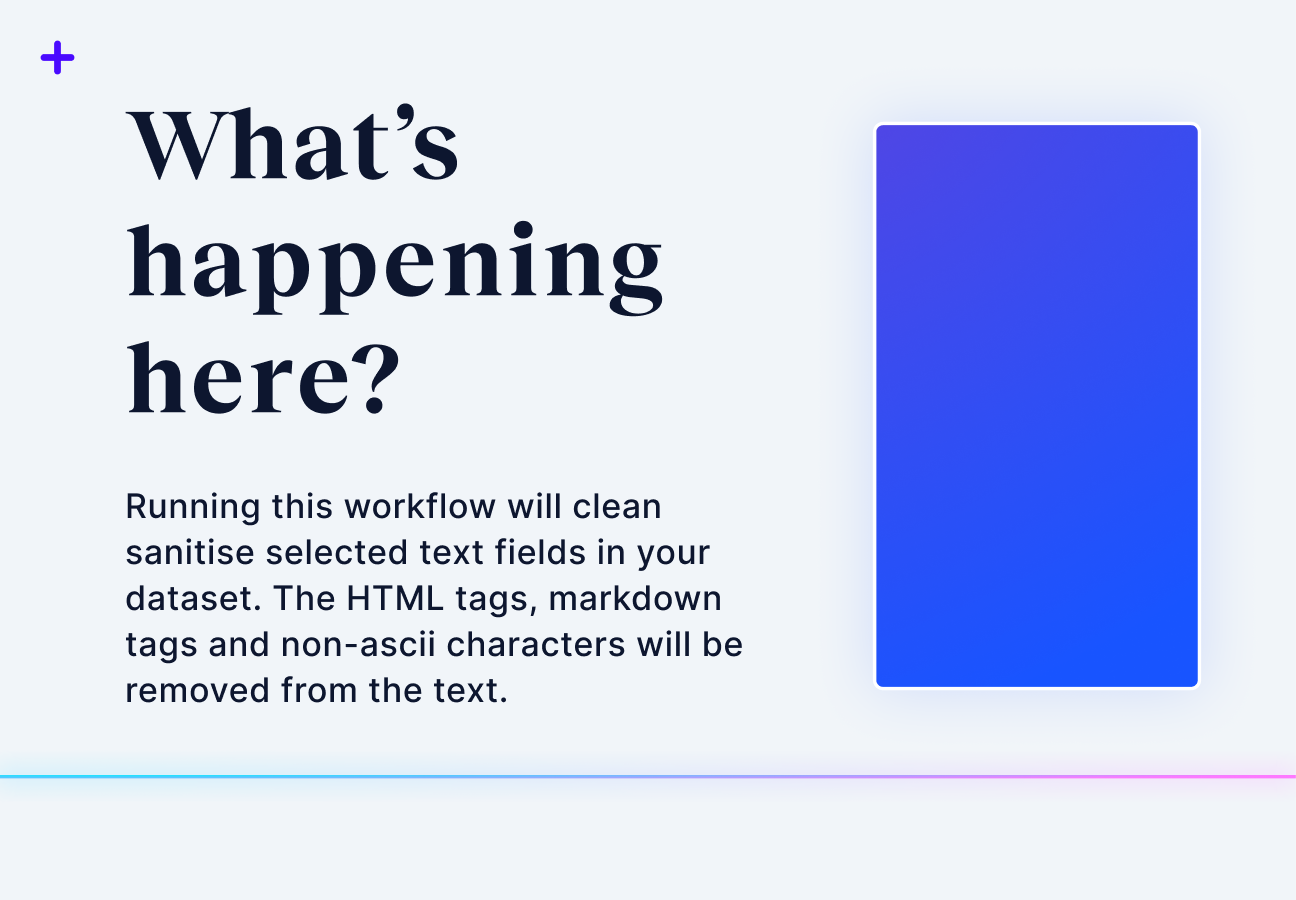 What’s
happening
here?
Running this workflow will clean
sanitise selected text fields in your
dataset. The HTML tags, markdown
tags and non-ascii characters will be
removed from the text.